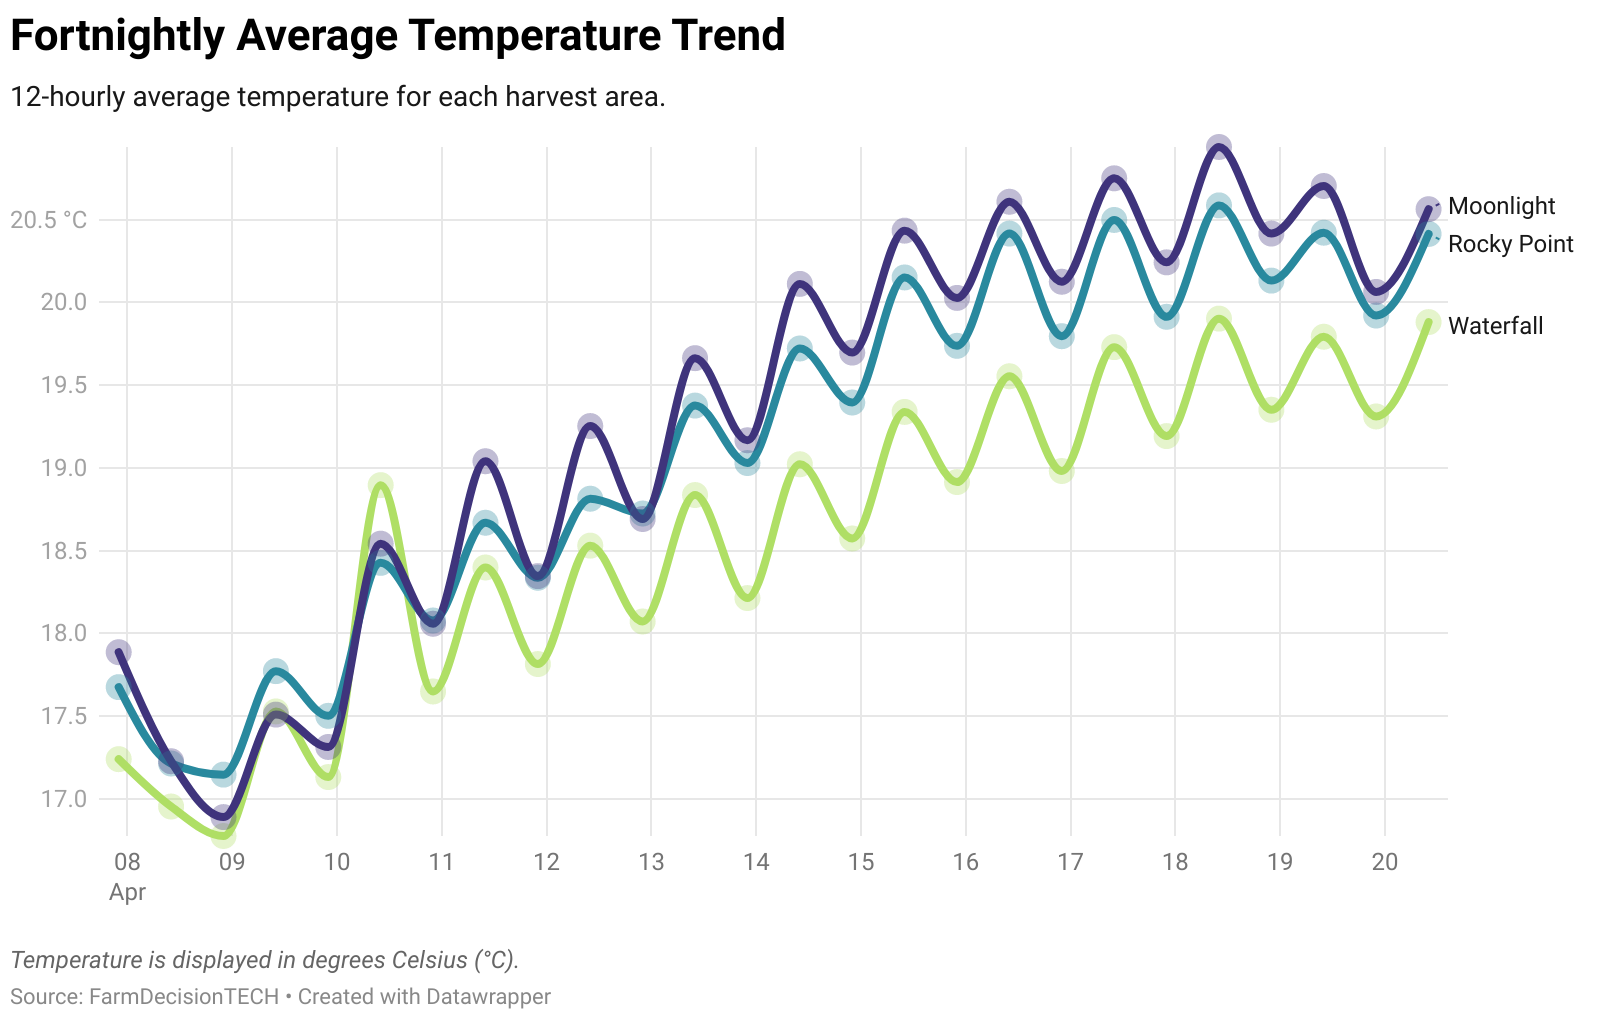 Fortnightly Average Temperature Trend
12-hourly average temperature for each harvest area.
20.5 °C
20.0
19.5
19.0
18.5
18.0
17.5
17.0
Moonlight
Rocky Point
Waterfall
08 09 10 11 12 13 14 15 16 17 18 19 20
Apr
Temperature is displayed in degrees Celsius (°C).
Source: FarmDecisionTECH • Created with Datawrapper